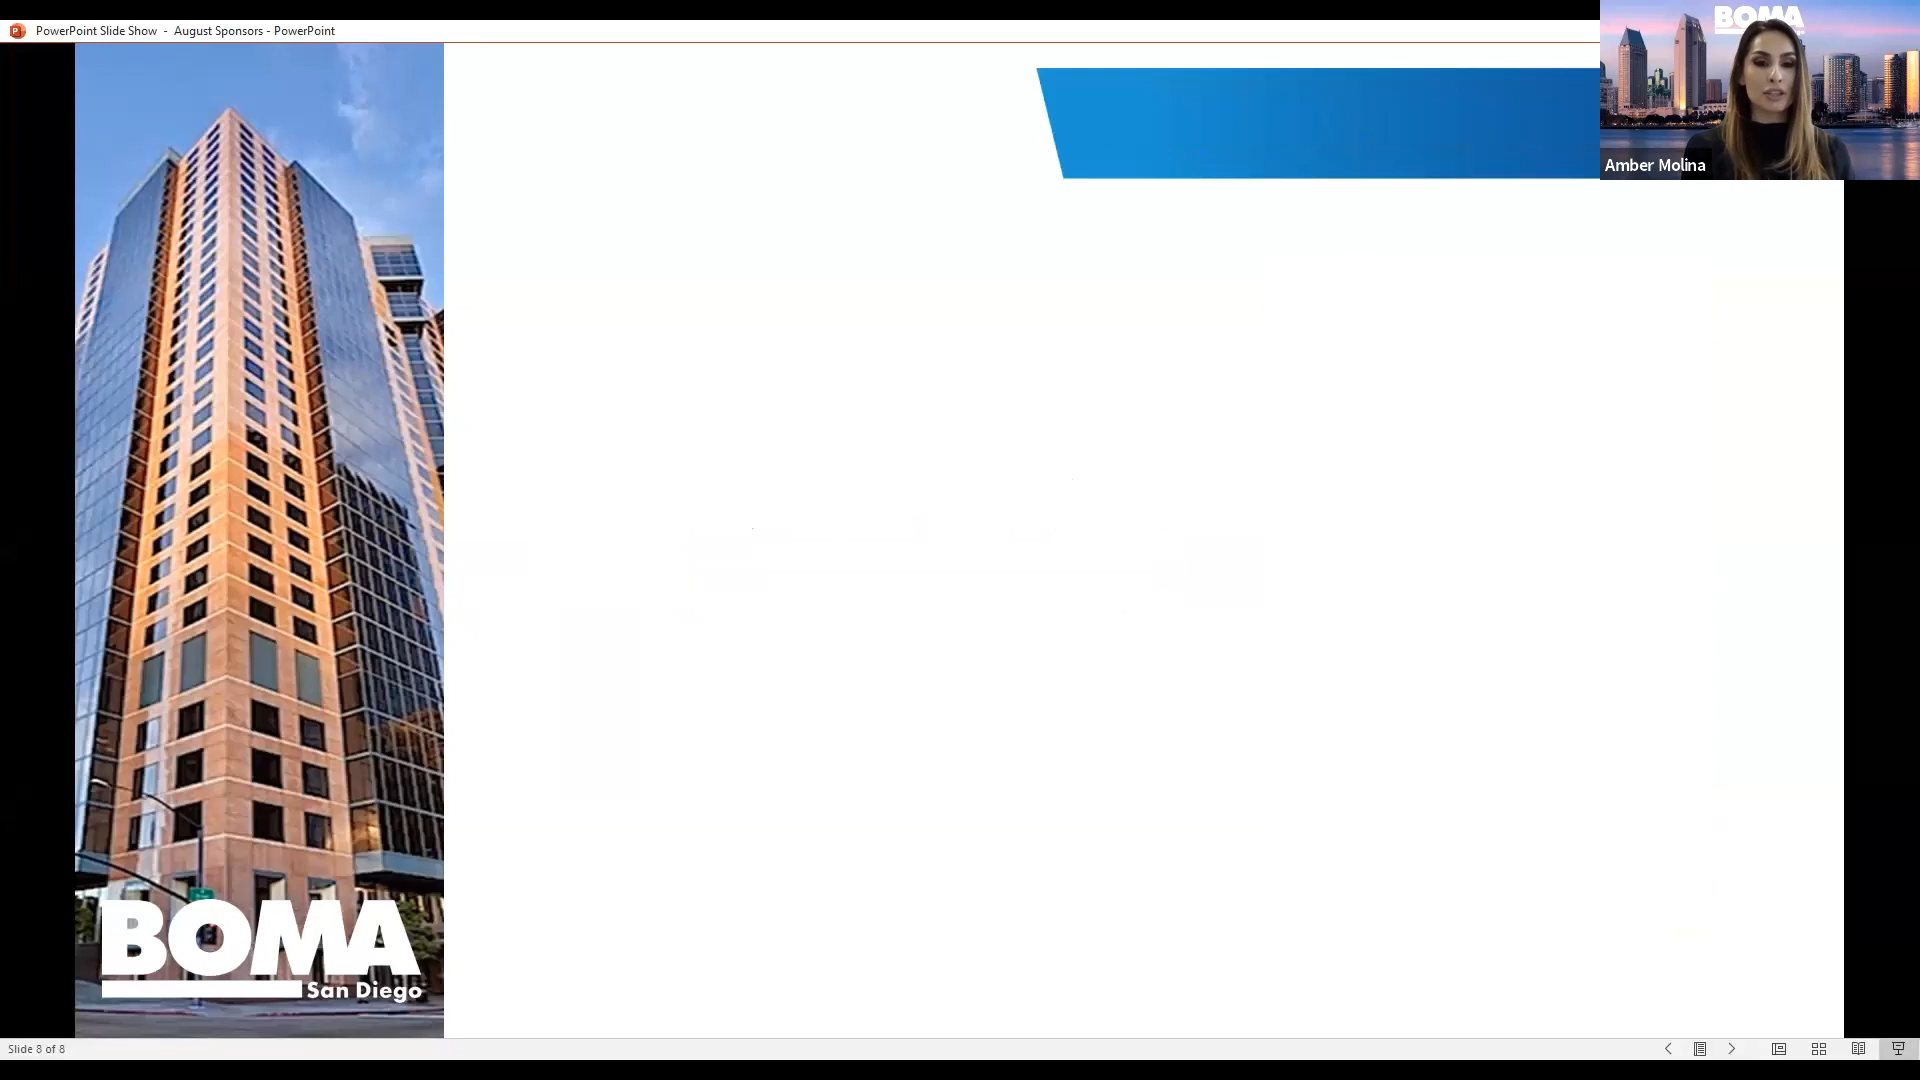 PowerPoint Slide Show - August Sponsors - PowerPoint
BOMA
Amber Molina
BOMA
San Diego
Slide 8 of 8